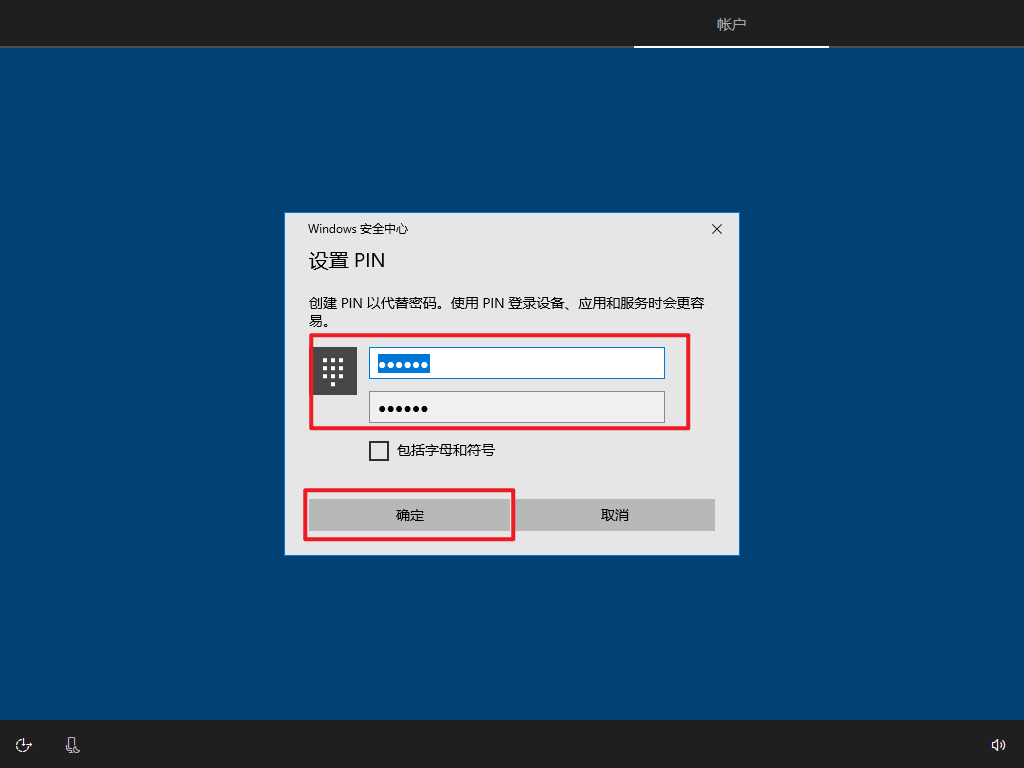 帐户
Windows 安全中心
设置 PIN
创建 PIN 以代替密码。使用 PIN 登录设备、应用和服务时会更容
易。
●●●●●●
●●●●●●
包括字母和符号
确定
取消